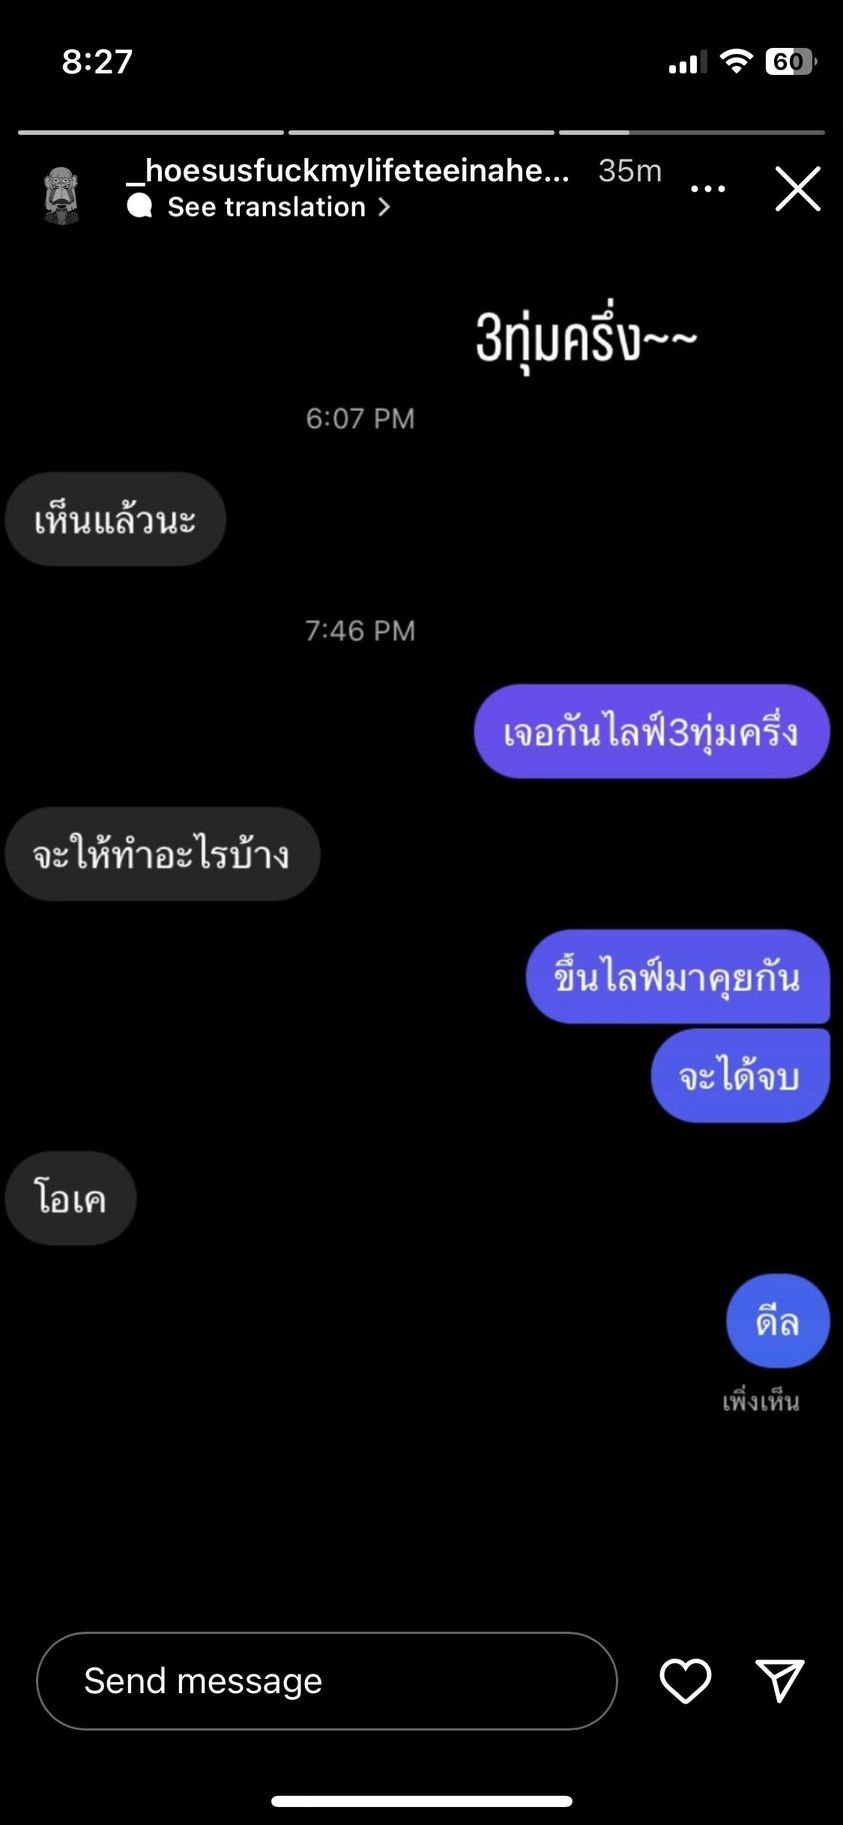 8:27
60
_hoesusfuckmylifeteeinahe... 35m
See translation >
3ทุ่มครึ่ง~~
6:07 PM
เห็นแล้วนะ
7:46 PM
เจอกันไลฟ์3ทุ่มครึ่ง
จะให้ทำอะไรบ้าง
ขึ้นไลฟ์มาคุยกัน
จะได้จบ
โอเค
ดีล
เพิ่งเห็น
Send message